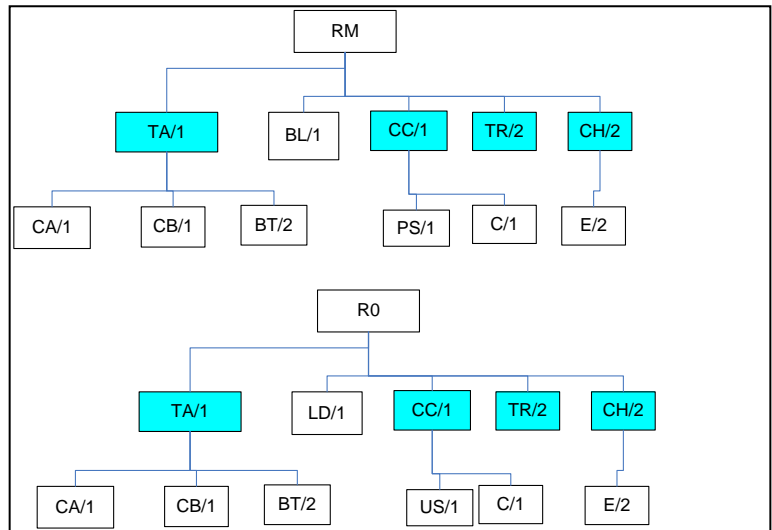 RM
TA/1 BL/1 CC/1 TR/2 CH/2
CA/1 CB/1 BT/2 PS/1 C/1 E/2
R0
TA/1 LD/1 CC/1 TR/2 CH/2
CA/1 CB/1 BT/2 US/1 C/1 E/2